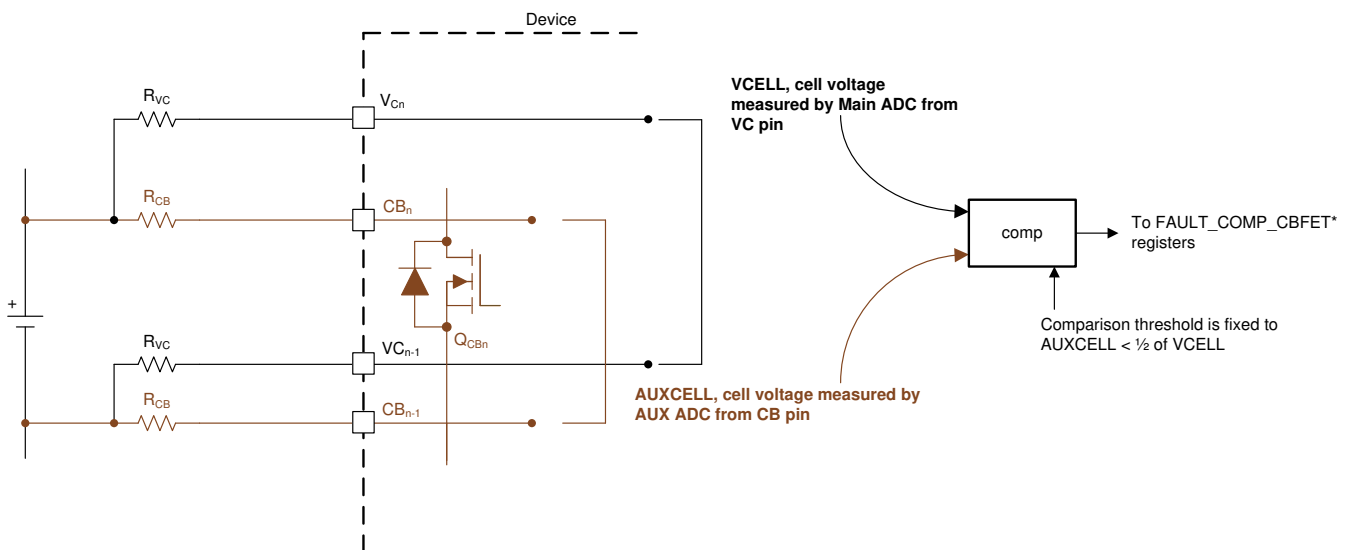 Device
VCELL, cell voltage
measured by Main ADC from
VC pin
RVC
VCn
RCB
CBn
comp
To FAULT_COMP_CBFET*
registers
+
QCBn
Comparison threshold is fixed to
AUXCELL < ½ of VCELL
RVC
VCn-1
RCB
CBn-1
AUXCELL, cell voltage measured by
AUX ADC from CB pin